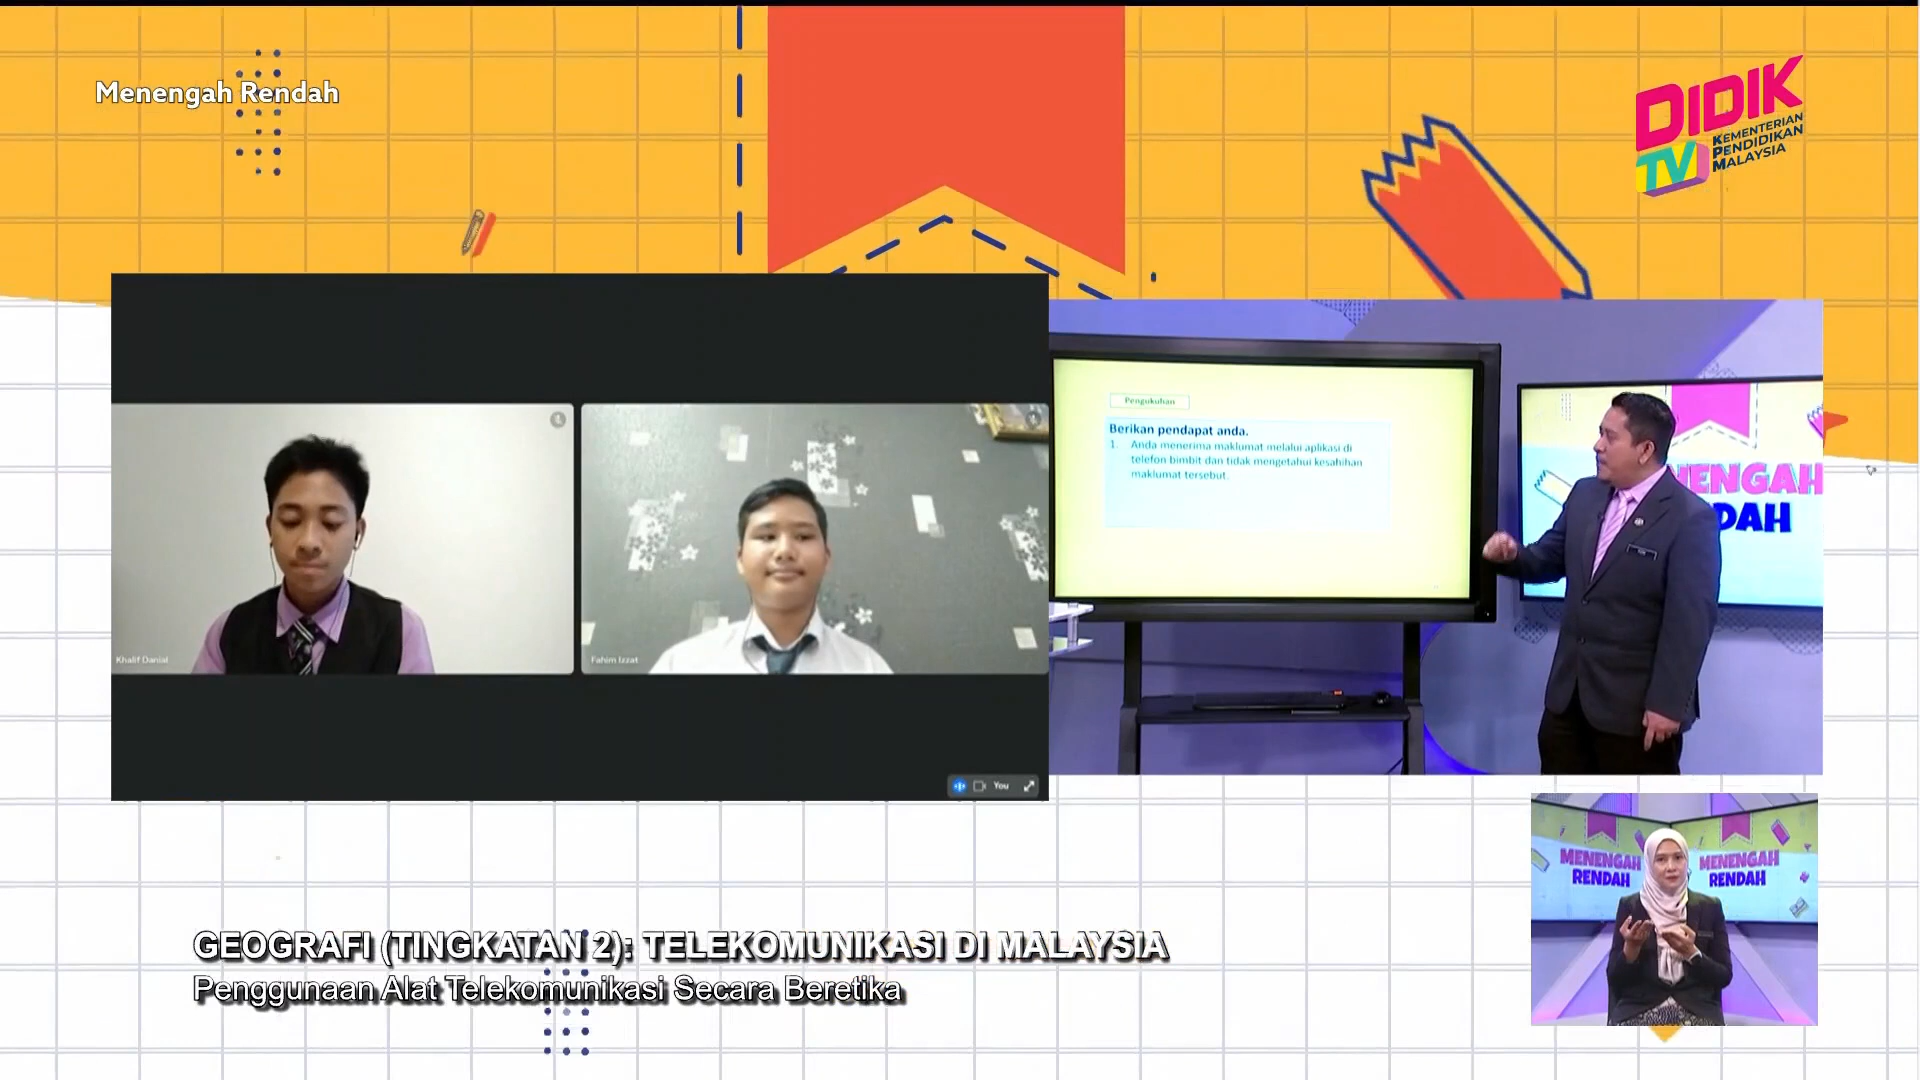 Menengah Rendah
DIDIK
TV
KEMENTERIAN
PENDIDIKAN
MALAYSIA
Pengukuhan
Berikan pendapat anda.
1. Anda menerima maklumat melalui aplikasi di
telefon bimbit dan tidak mengetahui kesahihan
maklumat tersebut.
MENENGAH
RENDAH
Khalif Danial
Fahim Izzat
You
MENENGAH
RENDAH
MENENGAH
RENDAH
GEOGRAFI (TINGKATAN 2): TELEKOMUNIKASI DI MALAYSIA
Penggunaan Alat Telekomunikasi Secara Beretika